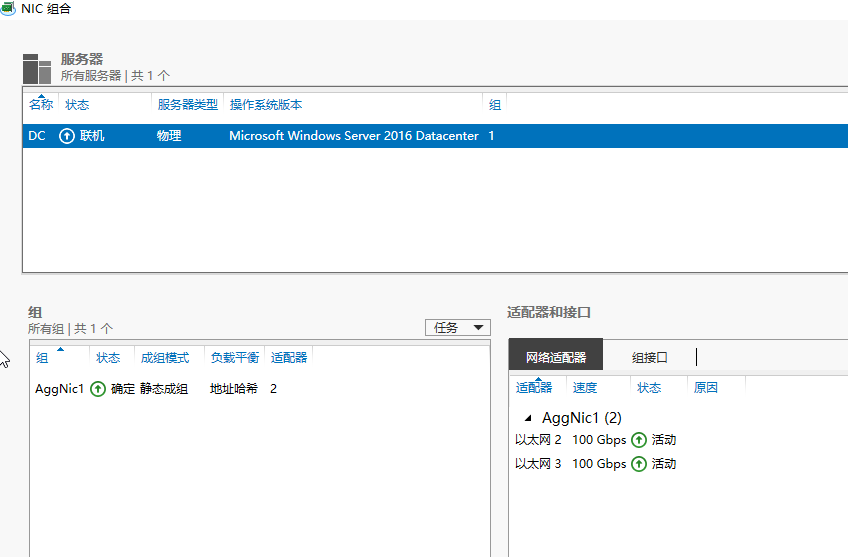 NIC 组合
服务器
所有服务器 | 共 1 个
名称 状态 服务器类型 操作系统版本 组
DC 联机 物理 Microsoft Windows Server 2016 Datacenter 1
组
所有组 | 共 1 个
任务
组 状态 成组模式 负载平衡 适配器
AggNic1 确定 静态成组 地址哈希 2
适配器和接口
网络适配器 组接口
适配器 速度 状态 原因
AggNic1 (2)
以太网 2 100 Gbps 活动
以太网 3 100 Gbps 活动